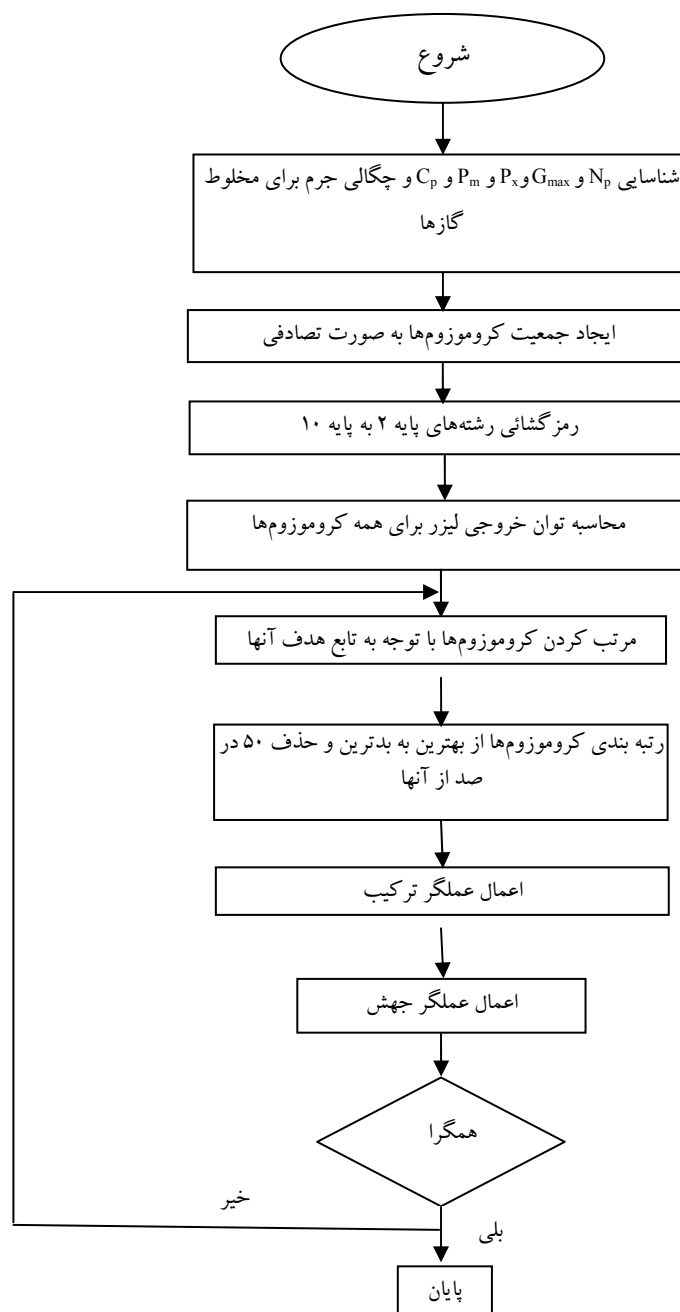 شروع
شناسایی Np و Gmax وPx و Pm و Cp و چگالی جرم برای مخلوط
گازها
ایجاد جمعیت کروموزوم‌ها به صورت تصادفی
رمزگشائی رشته‌های پایه ۲ به پایه ۱۰
محاسبه توان خروجی لیزر برای همه کروموزوم‌ها
مرتب کردن کروموزوم‌ها با توجه به تابع هدف آنها
رتبه بندی کروموزوم‌ها از بهترین به بدترین و حذف ۵۰ در
صد از آنها
اعمال عملگر ترکیب
اعمال عملگر جهش
همگرا
خیر
بلی
پایان